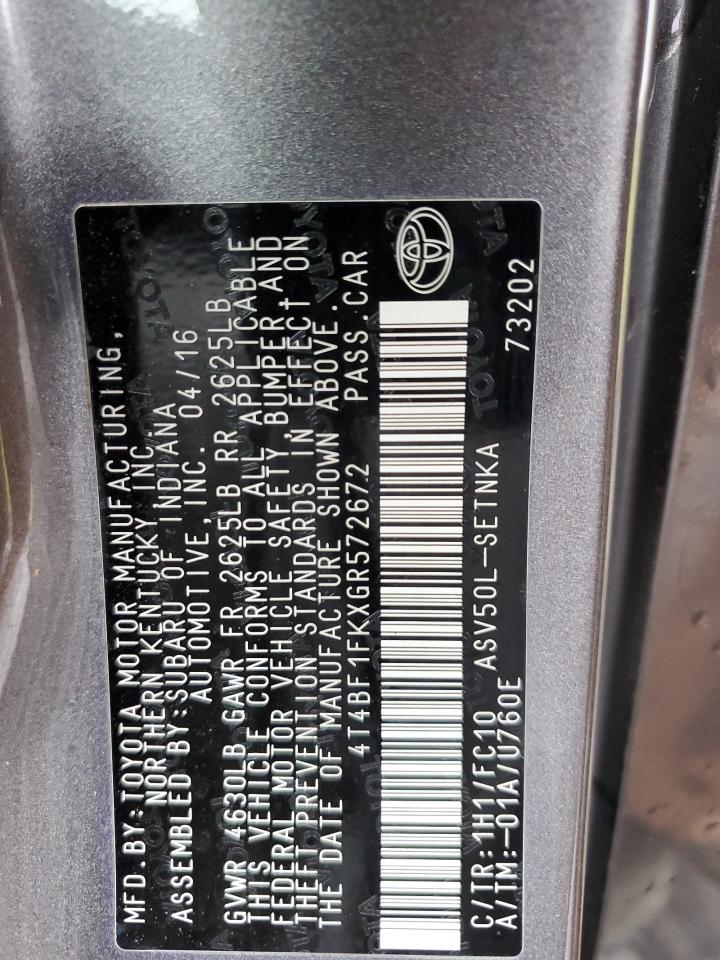 MFD.BY:TOYOTA MOTOR MANUFACTURING,
NORTHERN KENTUCKY INC.
ASSEMBLED BY:SUBARU OF INDIANA
AUTOMOTIVE, INC. 04/16
GVWR 4630LB GAWR FR 2625LB RR 2625LB
THIS VEHICLE CONFORMS TO ALL APPLICABLE
FEDERAL MOTOR VEHICLE SAFETY, BUMPER AND
THEFT PREVENTION STANDARDS IN EFFECT ON
THE DATE OF MANUFACTURE SHOWN ABOVE.
4T4BF1FKXGR572672 PASS.CAR
C/TR:1H1/FC10 ASV50L-SETNKA 73202
A/TM:-01A/U760E